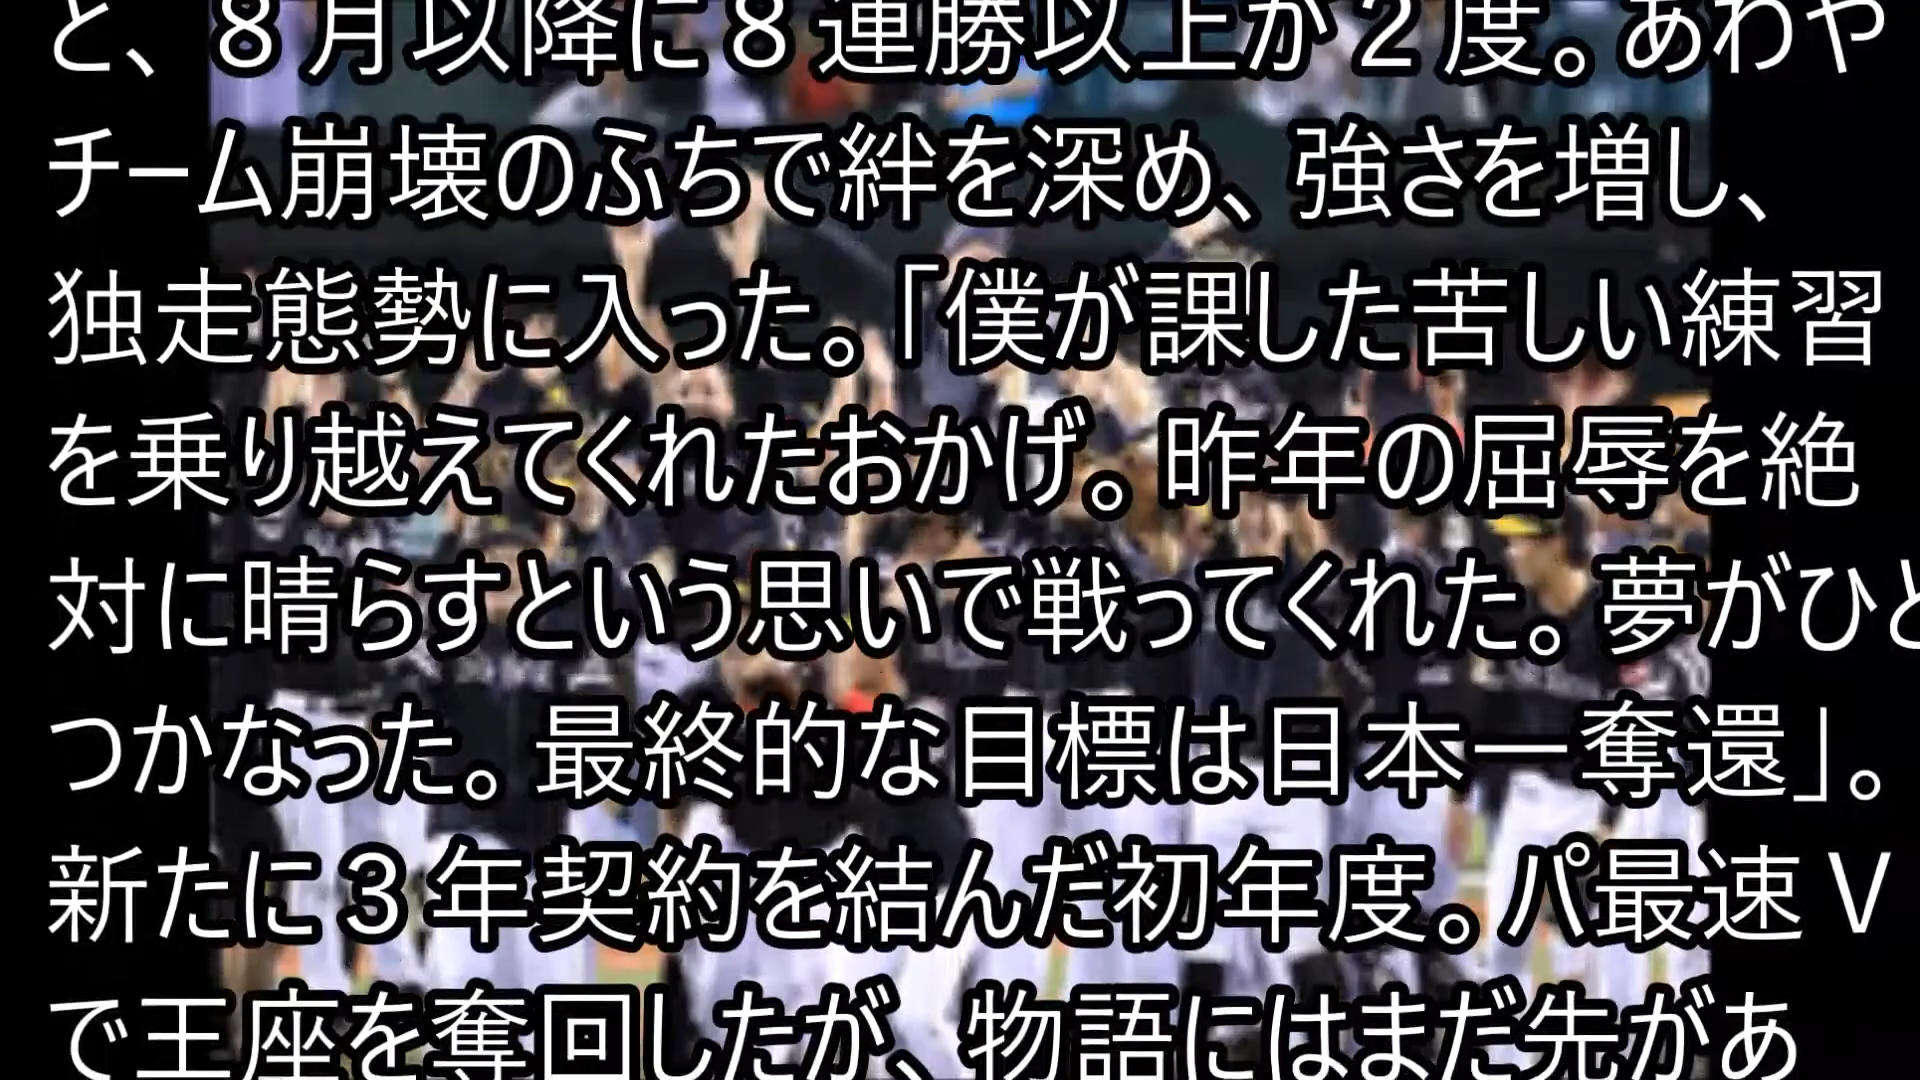 と、８月以降に８連勝以上が２度。あわや
チーム崩壊のふちで絆を深め、強さを増し、
独走態勢に入った。「僕が課した苦しい練習
を乗り越えてくれたおかげ。昨年の屈辱を絶
対に晴らすという思いで戦ってくれた。夢がひと
つかなった。最終的な目標は日本一奪還」。
新たに３年契約を結んだ初年度。パ最速Ｖ
で王座を奪回したが、物語にはまだ先があ